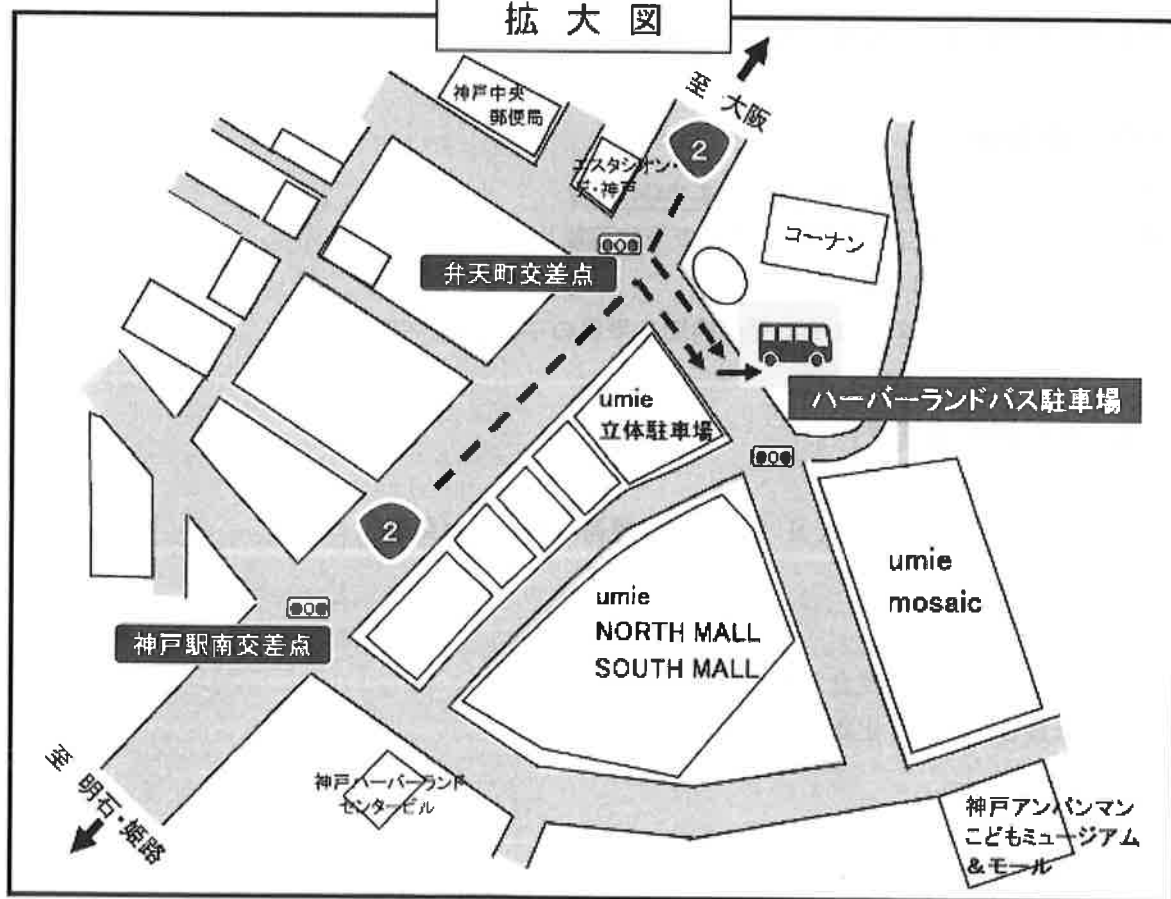 拡大図
神戸中央
郵便局
至 大阪
2
エスタシオン・
デ・神戸
コーナン
弁天町交差点
ハーバーランドバス駐車場
umie
立体駐車場
2
umie
NORTH MALL
SOUTH MALL
umie
mosaic
神戸駅南交差点
至 明石・姫路
神戸ハーバーランド
センタービル
神戸アンパンマン
こどもミュージアム
&モール